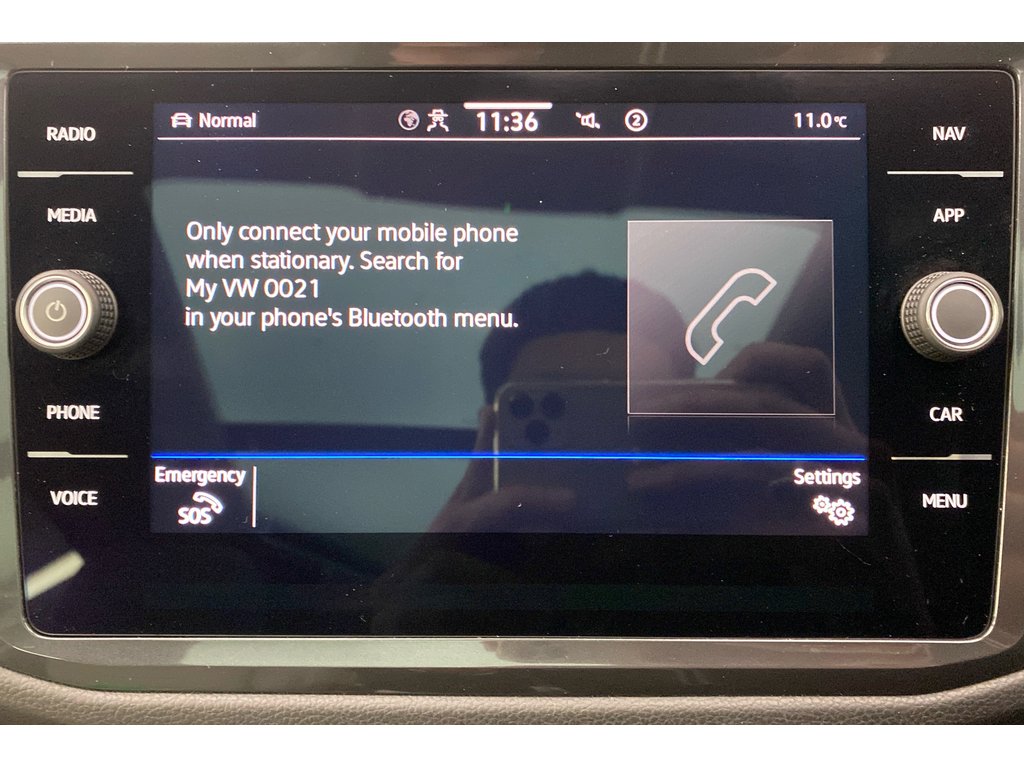 RADIO
MEDIA
PHONE
VOICE
Normal
11:36
2
11.0°C
Only connect your mobile phone
when stationary. Search for
My VW 0021
in your phone's Bluetooth menu.
Emergency
SOS
Settings
NAV
APP
CAR
MENU